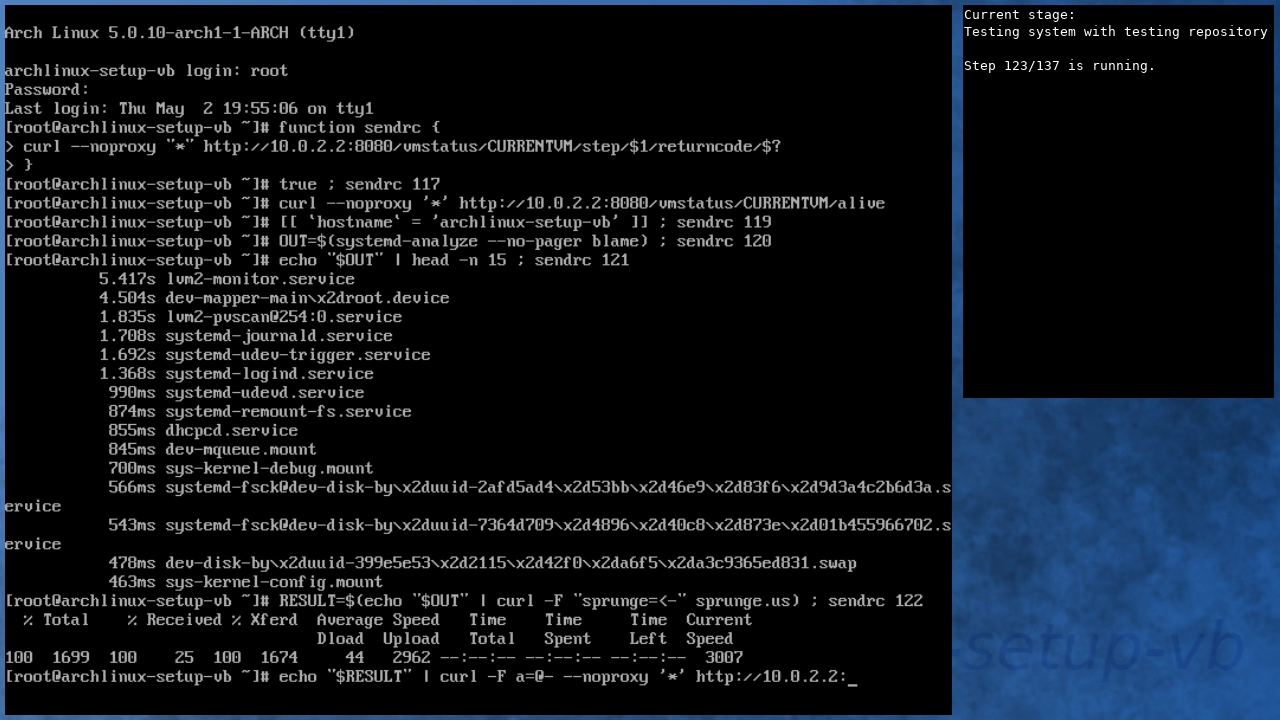 Arch Linux 5.0.10-arch1-1-ARCH (tty1)
archlinux-setup-vb login: root
Password:
Last login: Thu May  2 19:55:06 on tty1
[root@archlinux-setup-vb ~]# function sendrc {
> curl --noproxy "*" http://10.0.2.2:8080/vmstatus/CURRENTVM/step/$1/returncode/$?
> }
[root@archlinux-setup-vb ~]# true ; sendrc 117
[root@archlinux-setup-vb ~]# curl --noproxy '*' http://10.0.2.2:8080/vmstatus/CURRENTVM/alive
[root@archlinux-setup-vb ~]# [[ `hostname` = 'archlinux-setup-vb' ]] ; sendrc 119
[root@archlinux-setup-vb ~]# OUT=$(systemd-analyze --no-pager blame) ; sendrc 120
[root@archlinux-setup-vb ~]# echo "$OUT" | head -n 15 ; sendrc 121
5.417s lvm2-monitor.service
4.504s dev-mapper-main\x2droot.device
1.835s lvm2-pvscan@254:0.service
1.708s systemd-journald.service
1.692s systemd-udev-trigger.service
1.368s systemd-logind.service
990ms systemd-udevd.service
874ms systemd-remount-fs.service
855ms dhcpcd.service
845ms dev-mqueue.mount
700ms sys-kernel-debug.mount
566ms systemd-fsck@dev-disk-by\x2duuid-2afd5ad4\x2d53bb\x2d46e9\x2d83f6\x2d9d3a4c2b6d3a.s
ervice
543ms systemd-fsck@dev-disk-by\x2duuid-7364d709\x2d4896\x2d40c8\x2d873e\x2d01b455966702.s
ervice
478ms dev-disk-by\x2duuid-399e5e53\x2d2115\x2d42f0\x2da6f5\x2da3c9365ed831.swap
463ms sys-kernel-config.mount
[root@archlinux-setup-vb ~]# RESULT=$(echo "$OUT" | curl -F "sprunge=<-" sprunge.us) ; sendrc 122
  % Total    % Received % Xferd  Average Speed   Time    Time     Time  Current
                                 Dload  Upload   Total   Spent    Left  Speed
100  1699  100    25  100  1674     44   2962 --:--:-- --:--:-- --:--:--  3007
[root@archlinux-setup-vb ~]# echo "$RESULT" | curl -F a=@- --noproxy '*' http://10.0.2.2:_
Current stage:
Testing system with testing repository
Step 123/137 is running.
-setup-vb